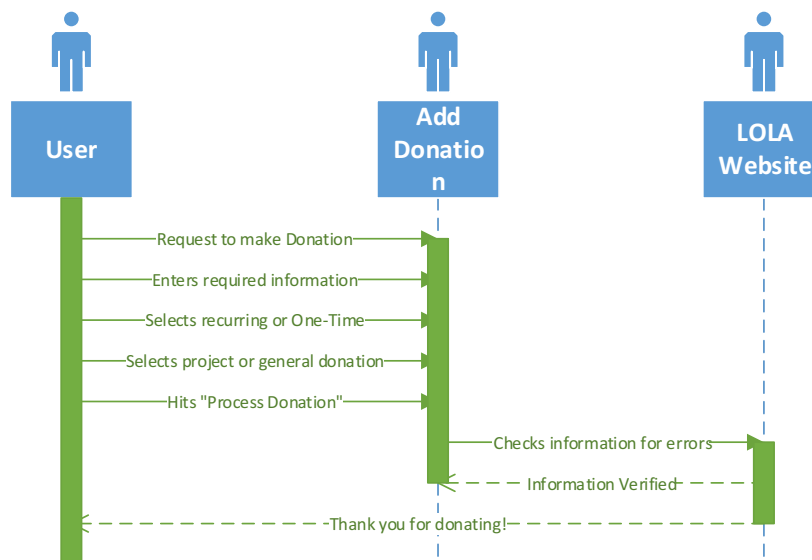 User
Add
Donatio
n
LOLA
Website
Request to make Donation
Enters required information
Selects recurring or One-Time
Selects project or general donation
Hits "Process Donation"
Checks information for errors
Information Verified
Thank you for donating!